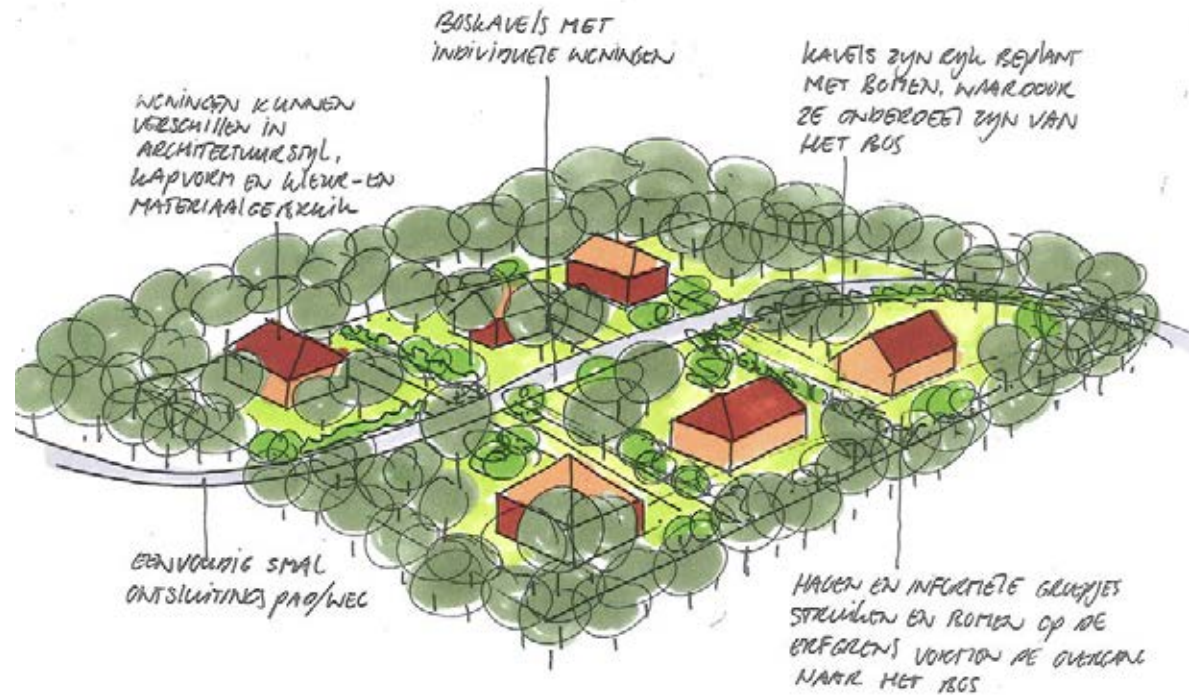 BOSKAVELS MET
INDIVIDUELE WONINGEN
KAVELS ZIJN RIJK BEPLANT
MET BOMEN, WAARDOOR
ZE ONDERDEEL ZIJN VAN
HET BOS
WONINGEN KUNNEN
VERSCHILLEN IN
ARCHITECTUURSTIJL,
KAPVORM EN KLEUR- EN
MATERIAALGEBRUIK
EENVOUDIG SMAL
ONTSLUITINGSPAD/WEG
HAGEN EN INFORMELE GROEPJES
STRUIKEN EN BOMEN OP DE
ERFGRENS VORMEN DE OVERGANG
NAAR HET BOS